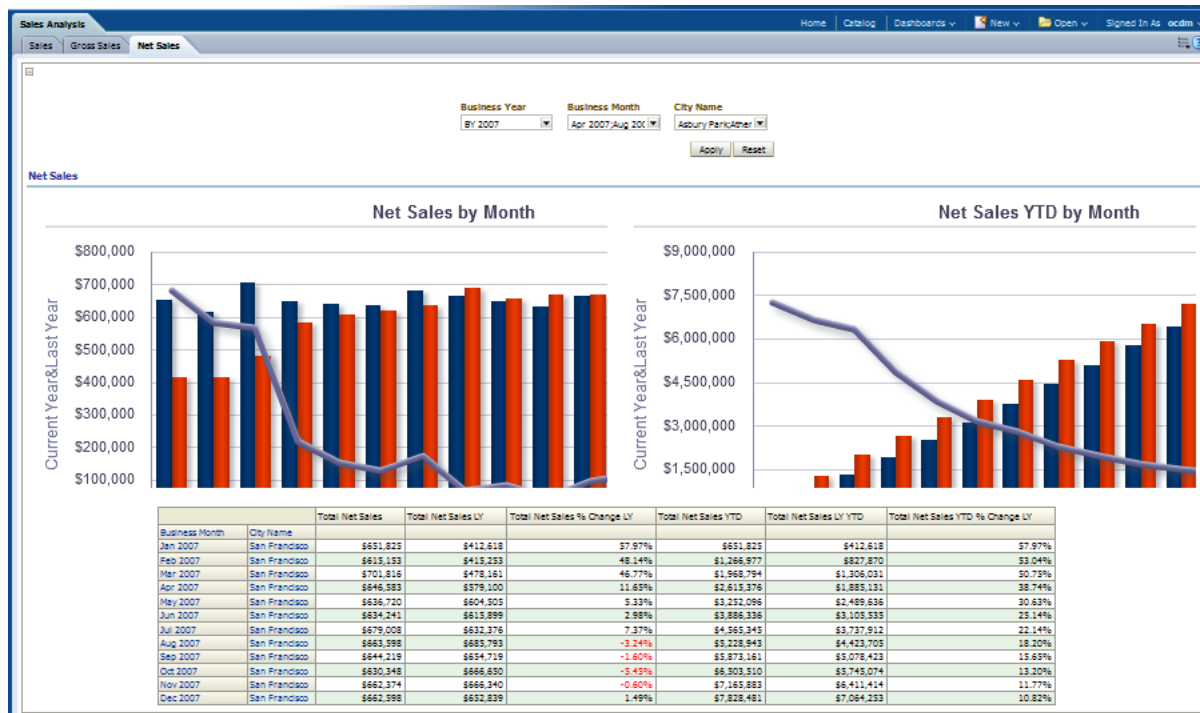 Sales Analysis
Home Catalog Dashboards New Open Signed In As ocdm
Sales Gross Sales Net Sales
Business Year Business Month City Name
BY 2007 Apr 2007;Aug 200 Asbury Park;Ather
Apply Reset
Net Sales
Net Sales by Month
Current Year&Last Year
$800,000
$700,000
$600,000
$500,000
$400,000
$300,000
$200,000
$100,000
Net Sales YTD by Month
Current Year&Last Year
$9,000,000
$7,500,000
$6,000,000
$4,500,000
$3,000,000
$1,500,000
Total Net Sales Total Net Sales LY Total Net Sales % Change LY Total Net Sales YTD Total Net Sales LY YTD Total Net Sales YTD % Change LY
Business Month City Name
Jan 2007 San Francisco $651,825 $412,618 57.97% $651,825 $412,618 57.97%
Feb 2007 San Francisco $615,153 $415,253 48.14% $1,266,977 $827,870 53.04%
Mar 2007 San Francisco $701,816 $478,161 46.77% $1,968,794 $1,306,031 50.75%
Apr 2007 San Francisco $646,583 $579,100 11.65% $2,615,376 $1,885,131 38.74%
May 2007 San Francisco $636,720 $604,505 5.33% $3,252,096 $2,489,636 30.63%
Jun 2007 San Francisco $634,241 $615,899 2.98% $3,886,336 $3,105,535 25.14%
Jul 2007 San Francisco $679,008 $632,376 7.37% $4,565,345 $3,737,912 22.14%
Aug 2007 San Francisco $663,598 $685,793 -3.24% $5,228,943 $4,423,705 18.20%
Sep 2007 San Francisco $644,219 $654,719 -1.60% $5,873,161 $5,078,423 15.65%
Oct 2007 San Francisco $630,348 $666,650 -5.45% $6,503,510 $5,745,074 13.20%
Nov 2007 San Francisco $662,374 $666,340 -0.60% $7,165,883 $6,411,414 11.77%
Dec 2007 San Francisco $662,598 $652,839 1.49% $7,828,481 $7,064,253 10.82%